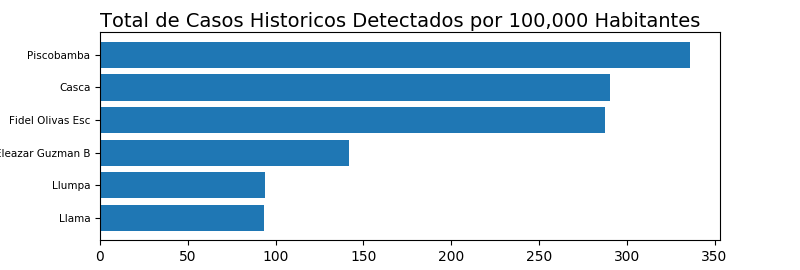 Total de Casos Historicos Detectados por 100,000 Habitantes
Piscobamba
Casca
Fidel Olivas Esc
Guzman B
Llumpa
Llama
0 50 100 150 200 250 300 350